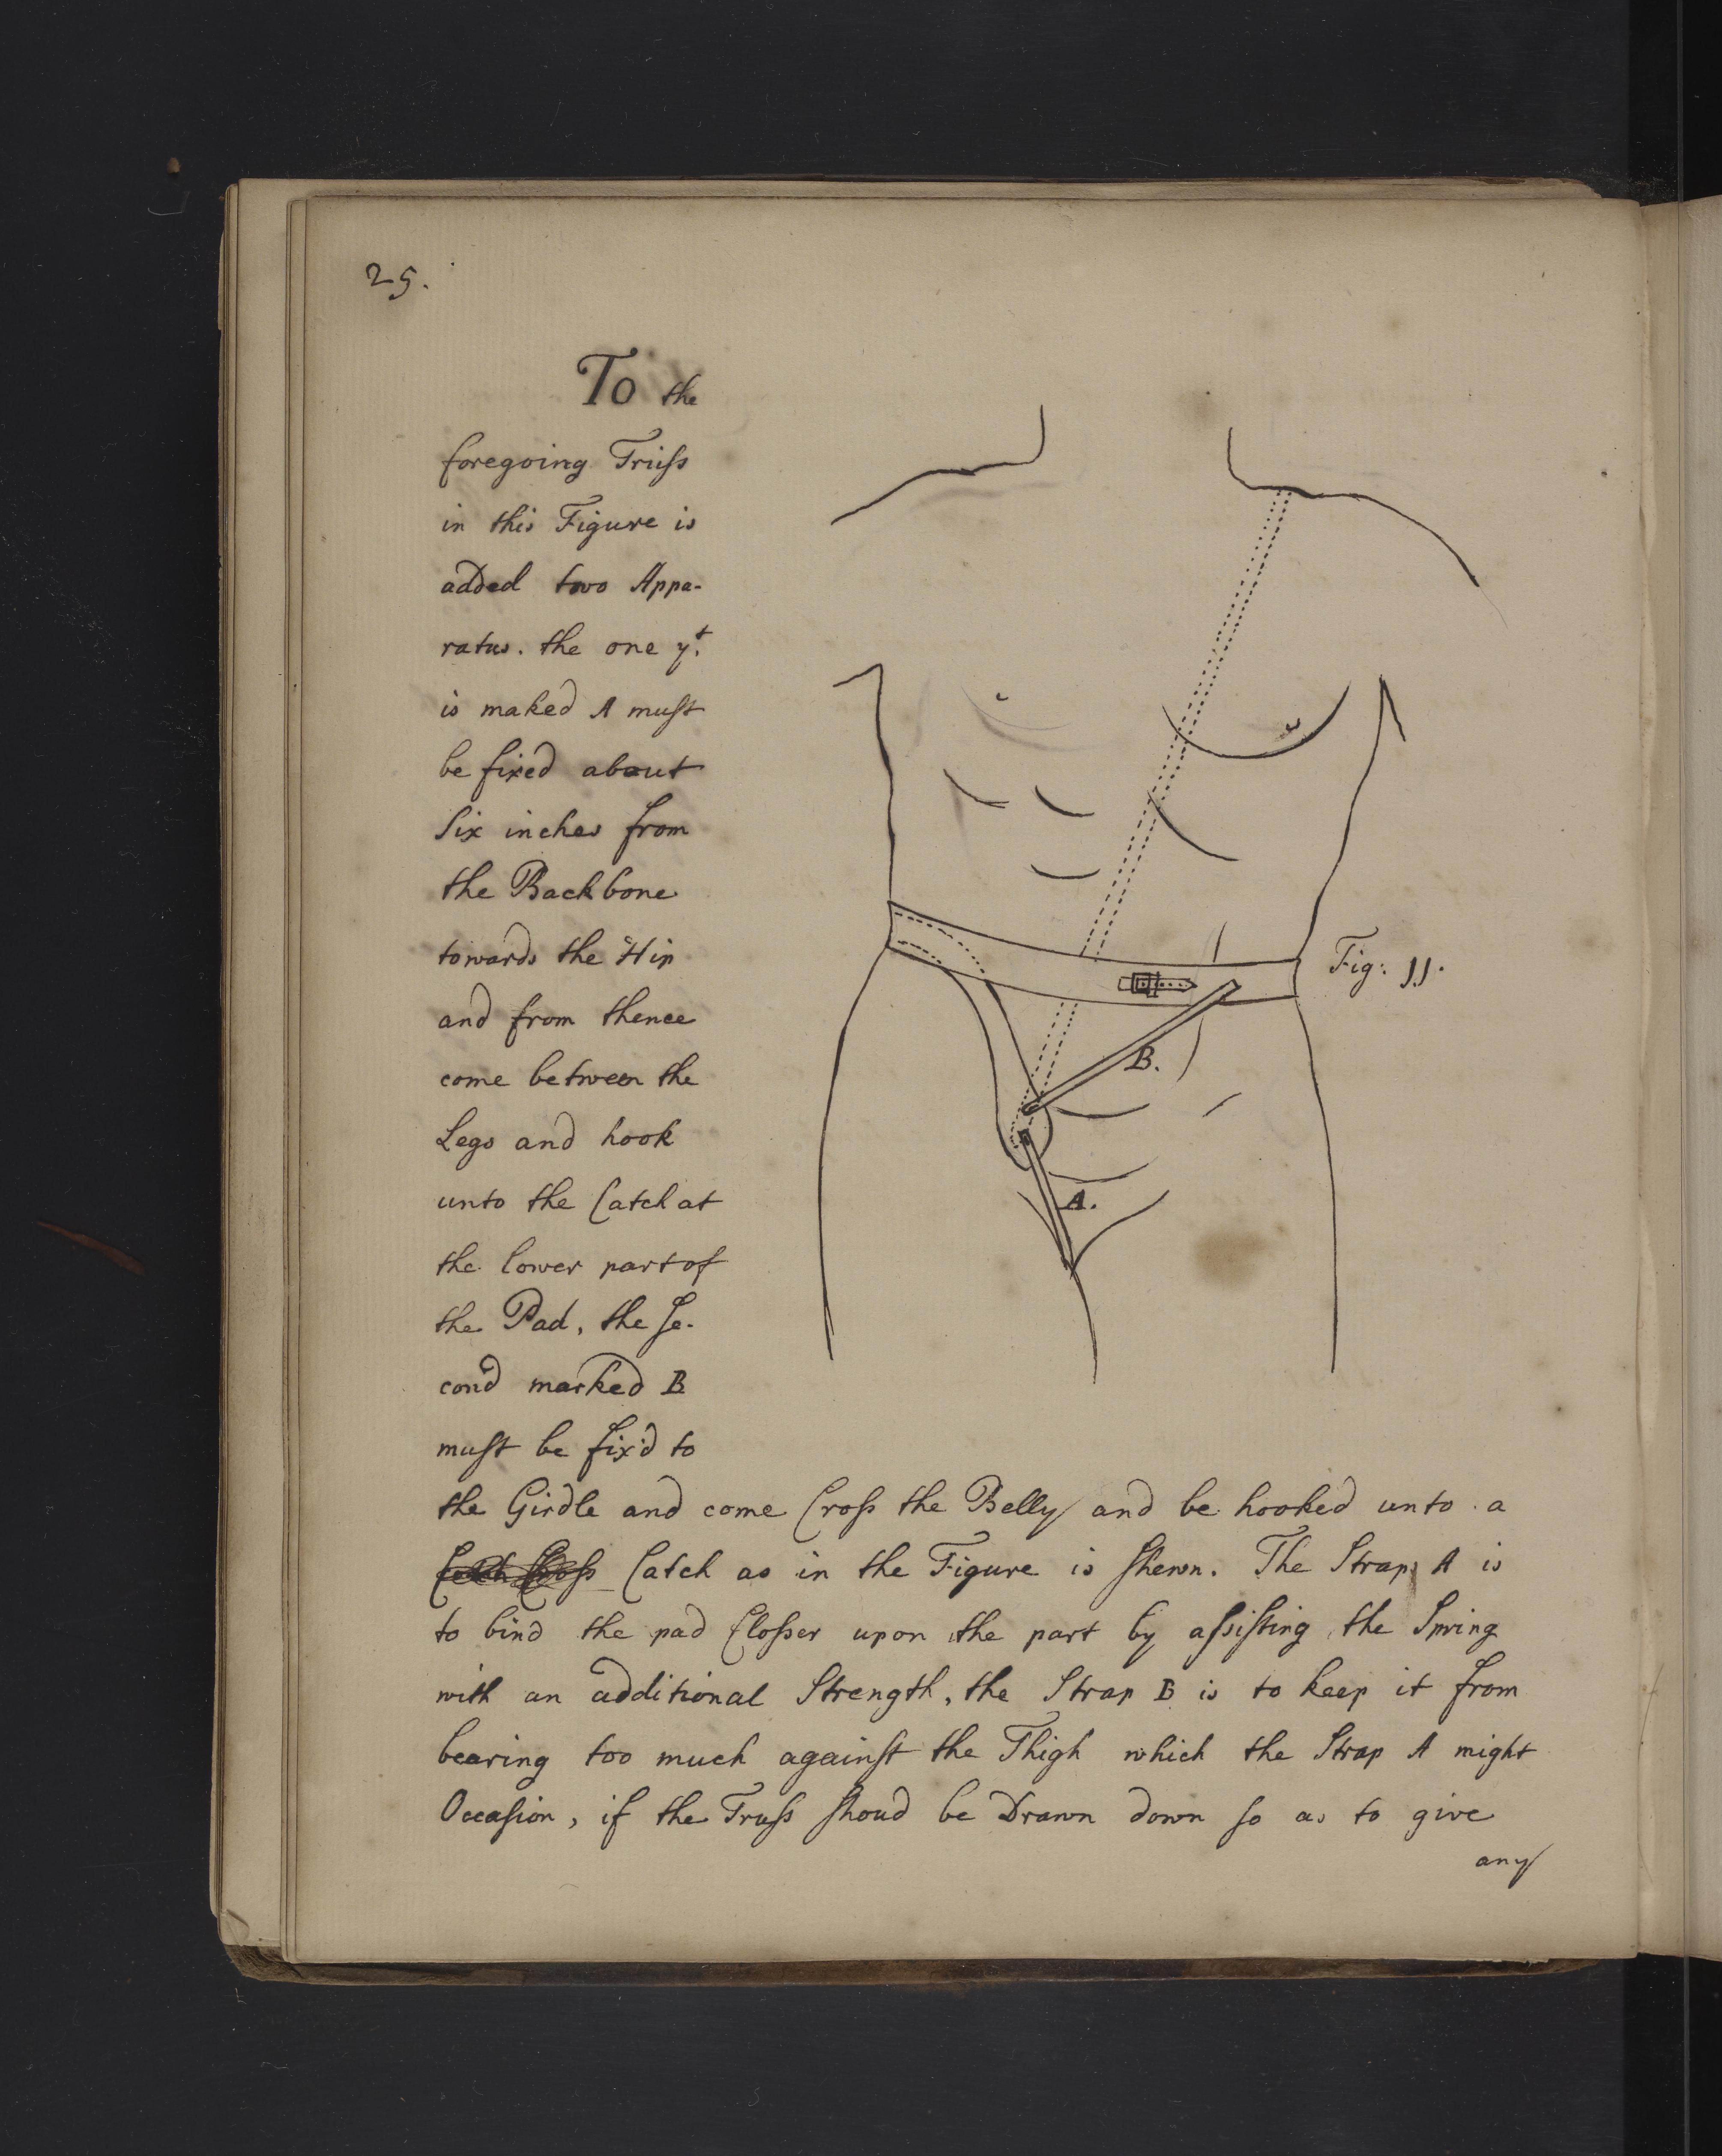 25.
To the
foregoing Truſs
in this Figure is
added two Appa-
ratus. the one yt.
is maked A muſt
be fixed about
Six inches from
the Backbone
towards the Hip
and from thence
come between the
Legs and hook
unto the Catch at
the lower part of
the Pad, the ſe-
cond marked B
muſt be fix'd to
the Girdle and come Croſs the Belly and be hooked unto a
Catch as in the Figure is ſhewn. The Strap A is
to bind the pad Cloſser upon the part by aſsiſting the Spring
with an additional Strength, the Strap B is to keep it from
bearing too much againſt the Thigh which the Strap A might
Occaſion, if the Truſs ſhoud be Drawn down ſo as to give
any
Fig: 11.
B.
A.